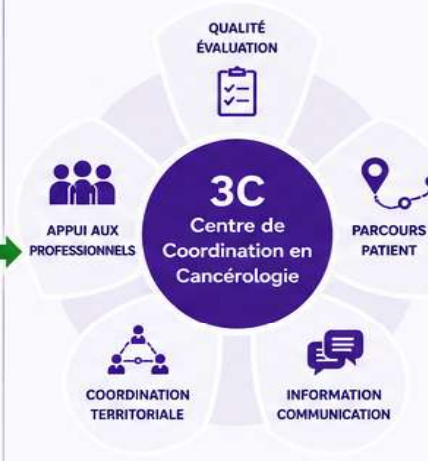 QUALITÉ
ÉVALUATION
APPUI AUX
PROFESSIONNELS
3C
Centre de
Coordination en
Cancérologie
PARCOURS
PATIENT
COORDINATION
TERRITORIALE
INFORMATION
COMMUNICATION